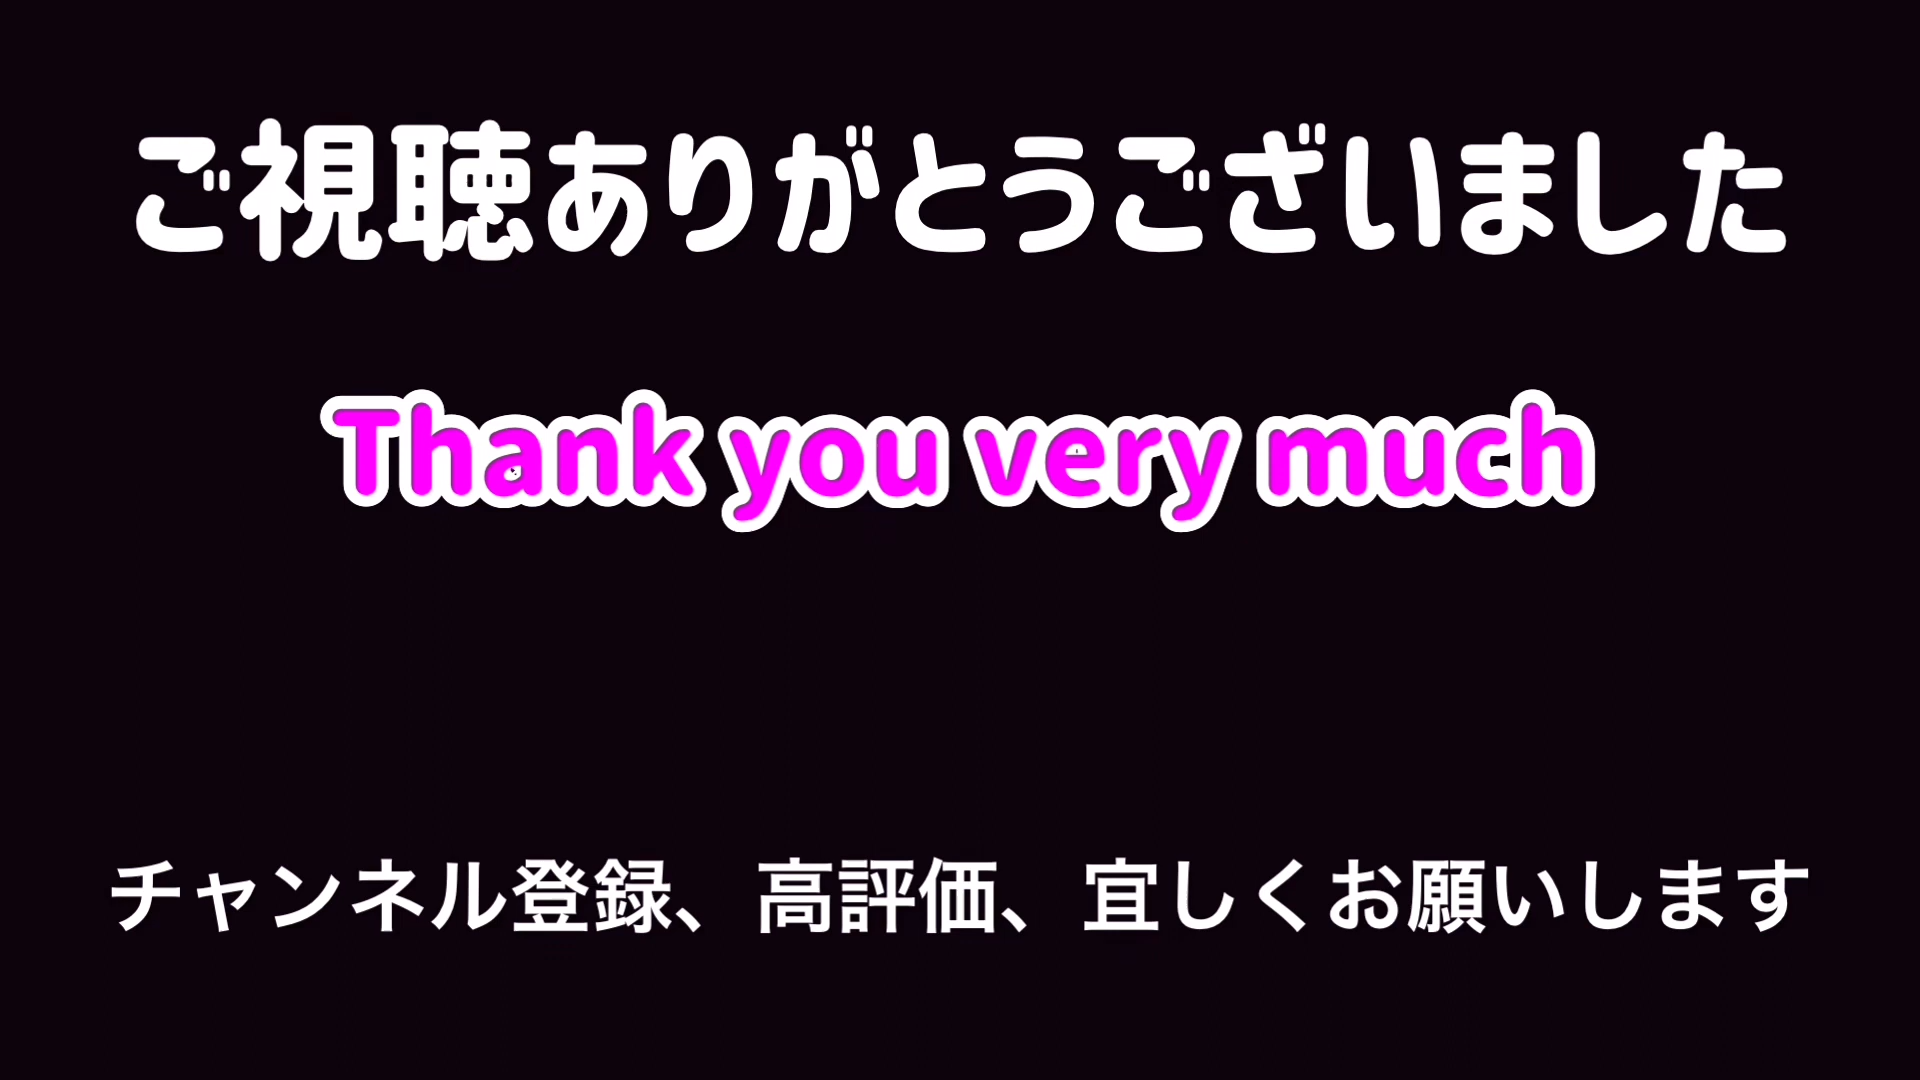 ご視聴ありがとうございました
Thank you very much
チャンネル登録、高評価、宜しくお願いします